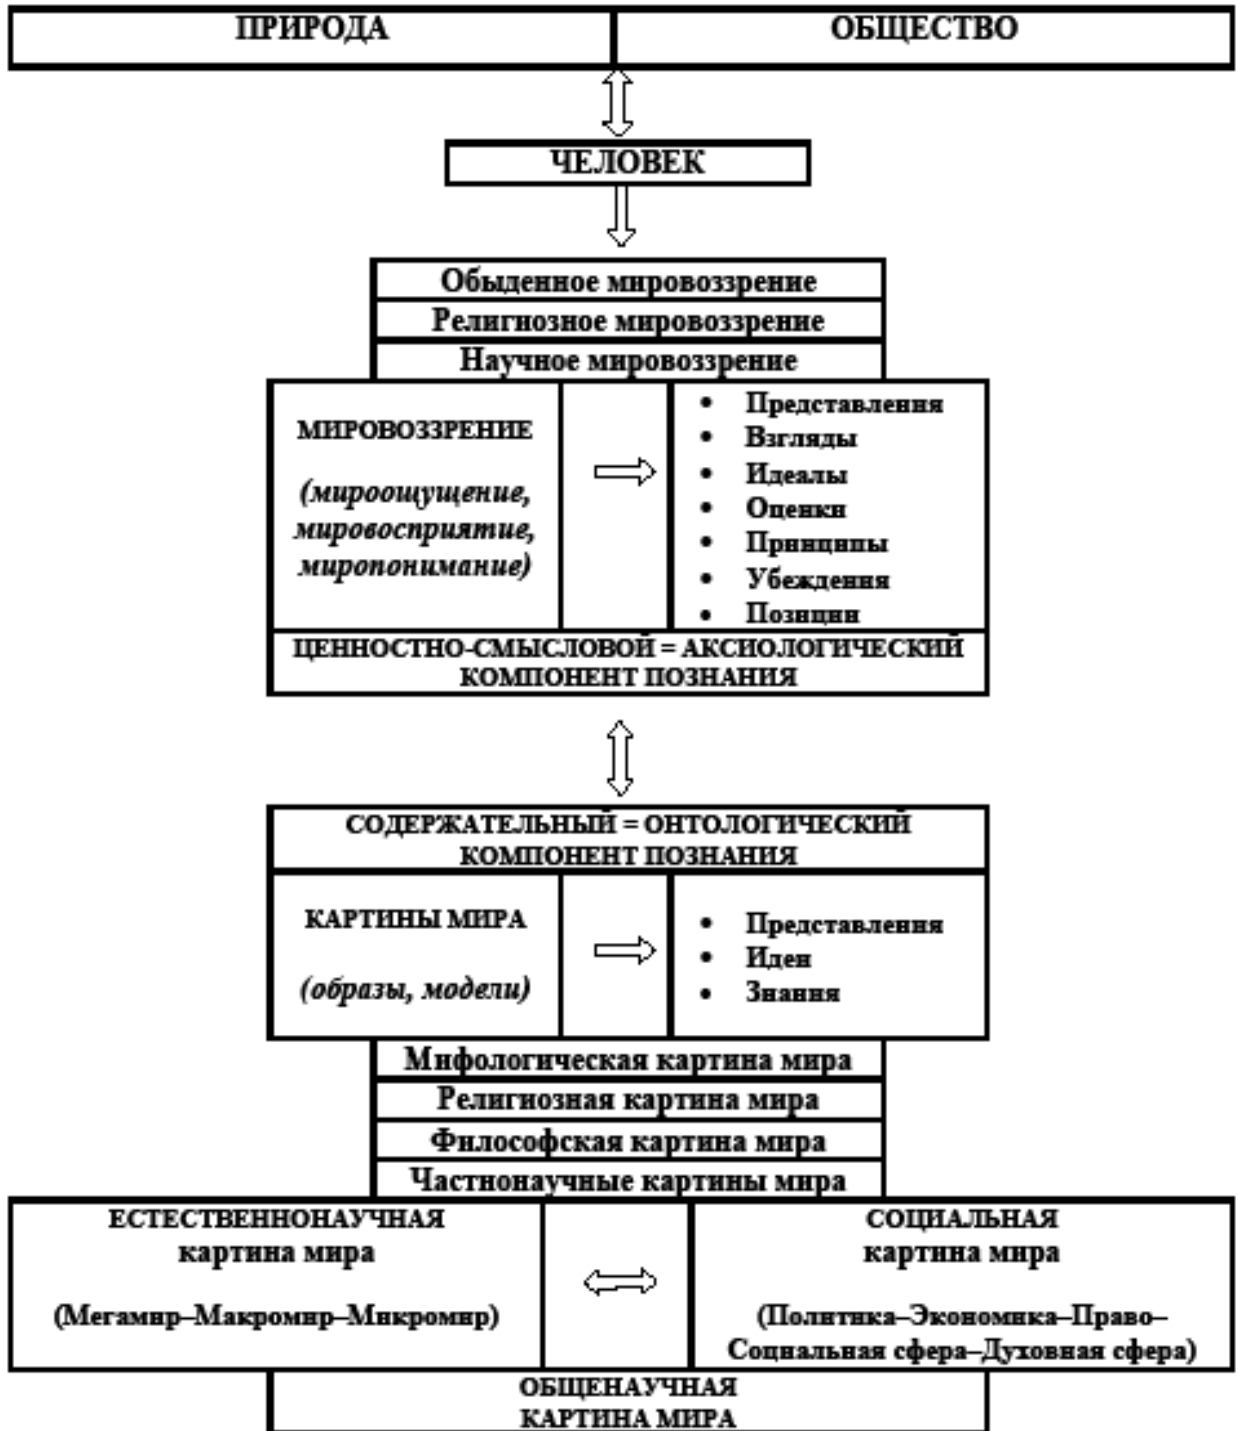 ПРИРОДА
ОБЩЕСТВО
ЧЕЛОВЕК
Обыденное мировоззрение
Религиозное мировоззрение
Научное мировоззрение
МИРОВОЗЗРЕНИЕ
(мироощущение,
мировосприятие,
миропонимание)
• Представления
• Взгляды
• Идеалы
• Оценки
• Принципы
• Убеждения
• Позиции
ЦЕННОСТНО-СМЫСЛОВОЙ = АКСИОЛОГИЧЕСКИЙ
КОМПОНЕНТ ПОЗНАНИЯ
СОДЕРЖАТЕЛЬНЫЙ = ОНТОЛОГИЧЕСКИЙ
КОМПОНЕНТ ПОЗНАНИЯ
КАРТИНЫ МИРА
(образы, модели)
• Представления
• Идеи
• Знания
Мифологическая картина мира
Религиозная картина мира
Философская картина мира
Частнонаучные картины мира
ЕСТЕСТВЕННОНАУЧНАЯ
картина мира
(Мегамир–Макромир–Микромир)
СОЦИАЛЬНАЯ
картина мира
(Политика–Экономика–Право–
Социальная сфера–Духовная сфера)
ОБЩЕНАУЧНАЯ
КАРТИНА МИРА